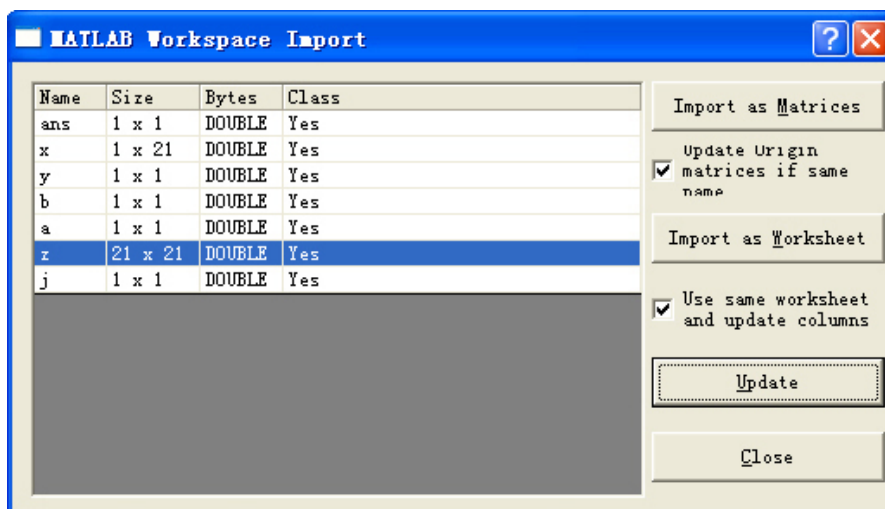 MATLAB Workspace Import
Name Size Bytes Class
ans 1 x 1 DOUBLE Yes
x 1 x 21 DOUBLE Yes
y 1 x 1 DOUBLE Yes
b 1 x 1 DOUBLE Yes
a 1 x 1 DOUBLE Yes
z 21 x 21 DOUBLE Yes
j 1 x 1 DOUBLE Yes
Import as Matrices
Update Origin
matrices if same
name
Import as Worksheet
Use same worksheet
and update columns
Update
Close